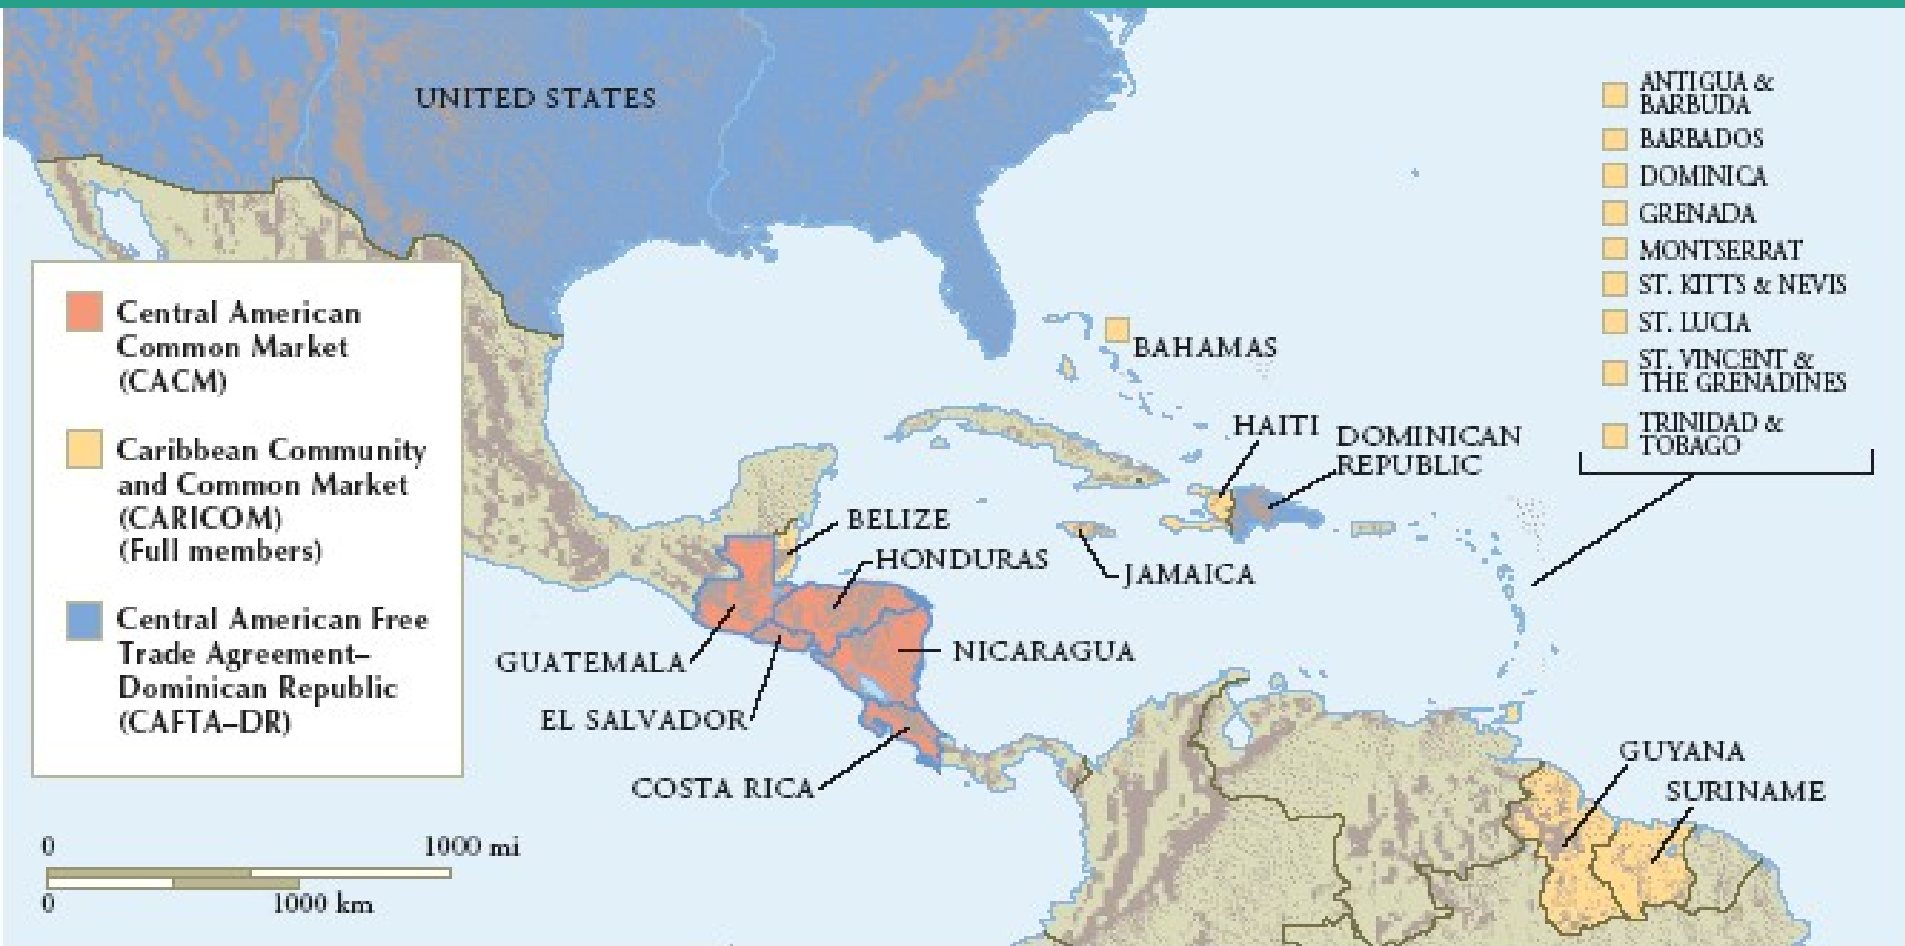 UNITED STATES
ANTIGUA &
BARBUDA
BARBADOS
DOMINICA
GRENADA
MONTSERRAT
ST. KITTS & NEVIS
ST. LUCIA
ST. VINCENT &
THE GRENADINES
TRINIDAD &
TOBAGO
Central American
Common Market
(CACM)
Caribbean Community
and Common Market
(CARICOM)
(Full members)
Central American Free
Trade Agreement–
Dominican Republic
(CAFTA–DR)
BAHAMAS
HAITI
DOMINICAN
REPUBLIC
BELIZE
HONDURAS
JAMAICA
GUATEMALA
NICARAGUA
EL SALVADOR
COSTA RICA
GUYANA
SURINAME
0 1000 mi
0 1000 km